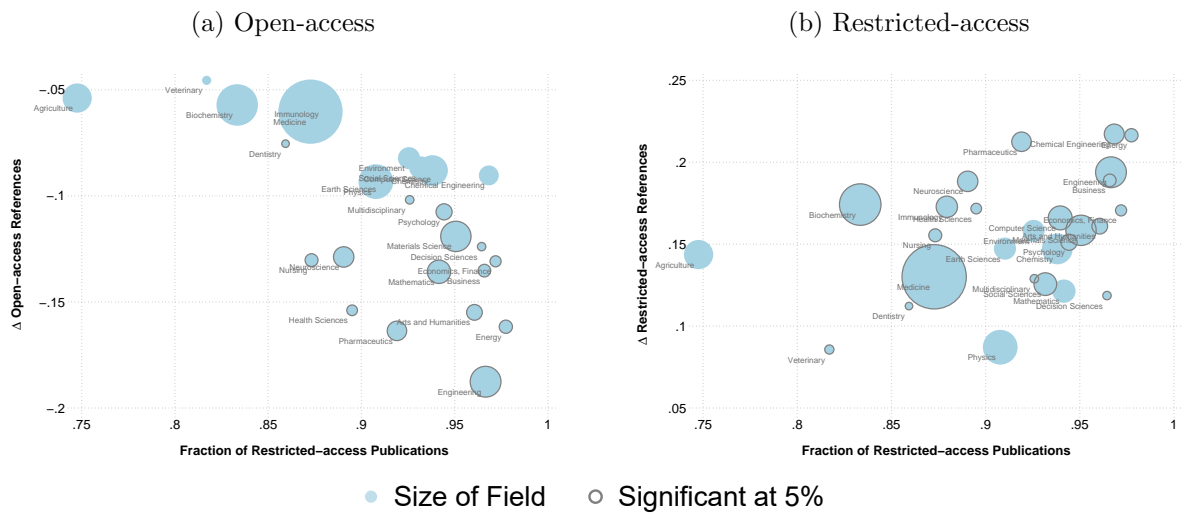 (a) Open-access
(b) Restricted-access
Δ Open-access References
−.05
−.1
−.15
−.2
Veterinary
Agriculture
Biochemistry
Immunology
Medicine
Dentistry
Environment
Social Sciences
Computer Science
Chemistry
Earth Sciences
Physics
Chemical Engineering
Multidisciplinary
Psychology
Materials Science
Decision Sciences
Neuroscience
Nursing
Economics, Finance
Mathematics
Business
Health Sciences
Arts and Humanities
Pharmaceutics
Energy
Engineering
.75
.8
.85
.9
.95
1
Fraction of Restricted−access Publications
Δ Restricted−access References
.25
.2
.15
.1
.05
Chemical Engineering
Energy
Pharmaceutics
Engineering
Business
Neuroscience
Biochemistry
Immunology
Health Sciences
Economics, Finance
Computer Science
Arts and Humanities
Materials Science
Environment
Nursing
Psychology
Earth Sciences
Chemistry
Agriculture
Medicine
Multidisciplinary
Social Sciences
Mathematics
Decision Sciences
Dentistry
Physics
Veterinary
.75
.8
.85
.9
.95
1
Fraction of Restricted−access Publications
Size of Field
Significant at 5%